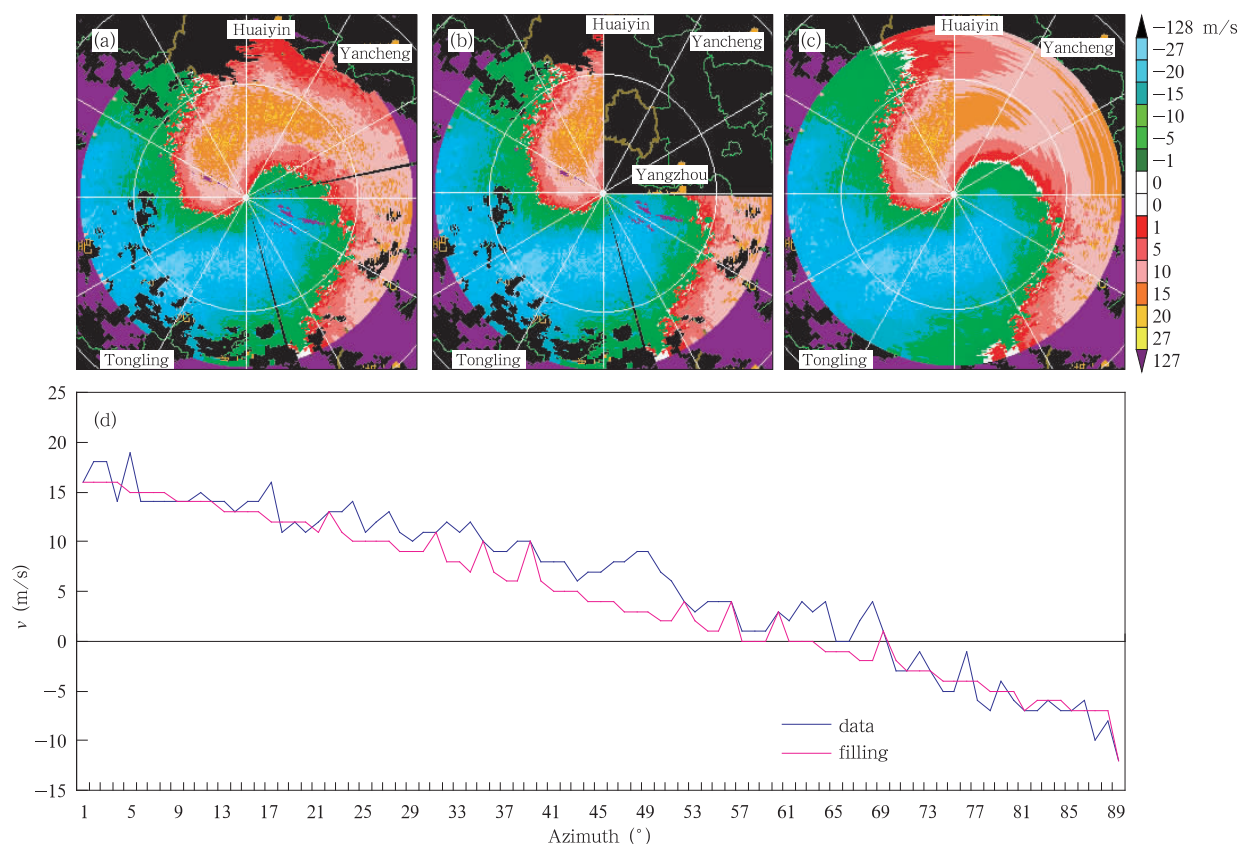 (a)
Huaiyin
Yancheng
Tongling
(b)
Huaiyin
Yancheng
Yangzhou
Tongling
(c)
Huaiyin
Yancheng
Tongling
−128 m/s
−27
−20
−15
−10
−5
−1
0
0
1
5
10
15
20
27
127
(d)
25
20
15
10
5
0
−5
−10
−15
v (m/s)
data
filling
1 5 9 13 17 21 25 29 33 37 41 45 49 53 57 61 65 69 73 77 81 85 89
Azimuth (°)